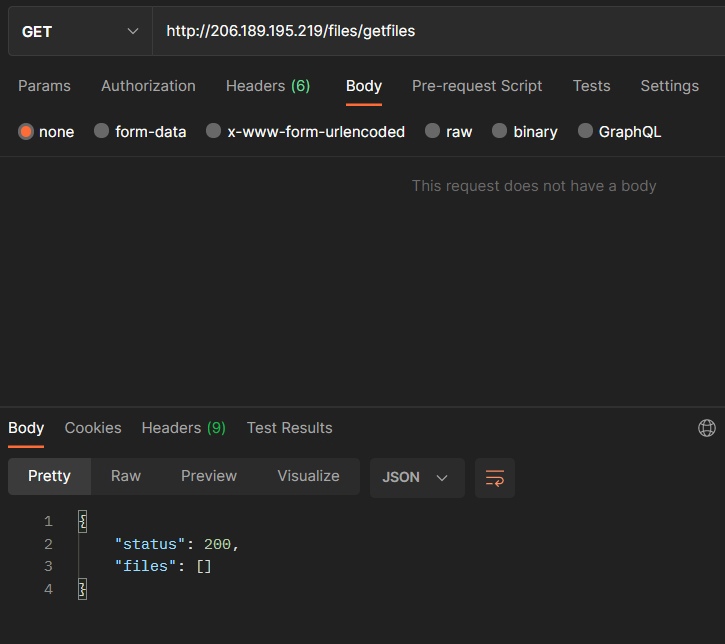 GET http://206.189.195.219/files/getfiles
Params Authorization Headers (6) Body Pre-request Script Tests Settings
none form-data x-www-form-urlencoded raw binary GraphQL
This request does not have a body
Body Cookies Headers (9) Test Results
Pretty Raw Preview Visualize JSON
1 {
2 "status": 200,
3 "files": []
4 }